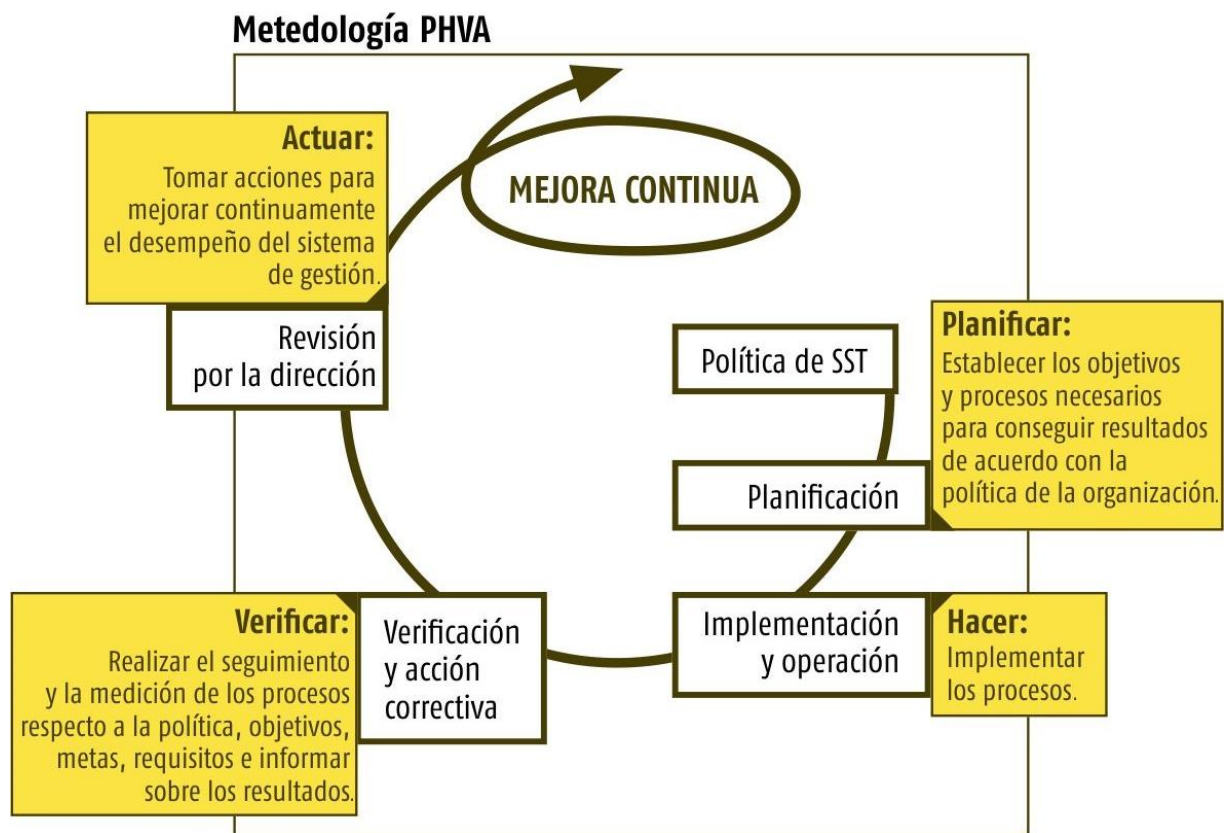 Metedología PHVA
Actuar:
Tomar acciones para
mejorar continuamente
el desempeño del sistema
de gestión.
MEJORA CONTINUA
Revisión
por la dirección
Política de SST
Planificar:
Establecer los objetivos
y procesos necesarios
para conseguir resultados
de acuerdo con la
política de la organización.
Planificación
Verificar:
Realizar el seguimiento
y la medición de los procesos
respecto a la política, objetivos,
metas, requisitos e informar
sobre los resultados.
Verificación
y acción
correctiva
Implementación
y operación
Hacer:
Implementar
los procesos.